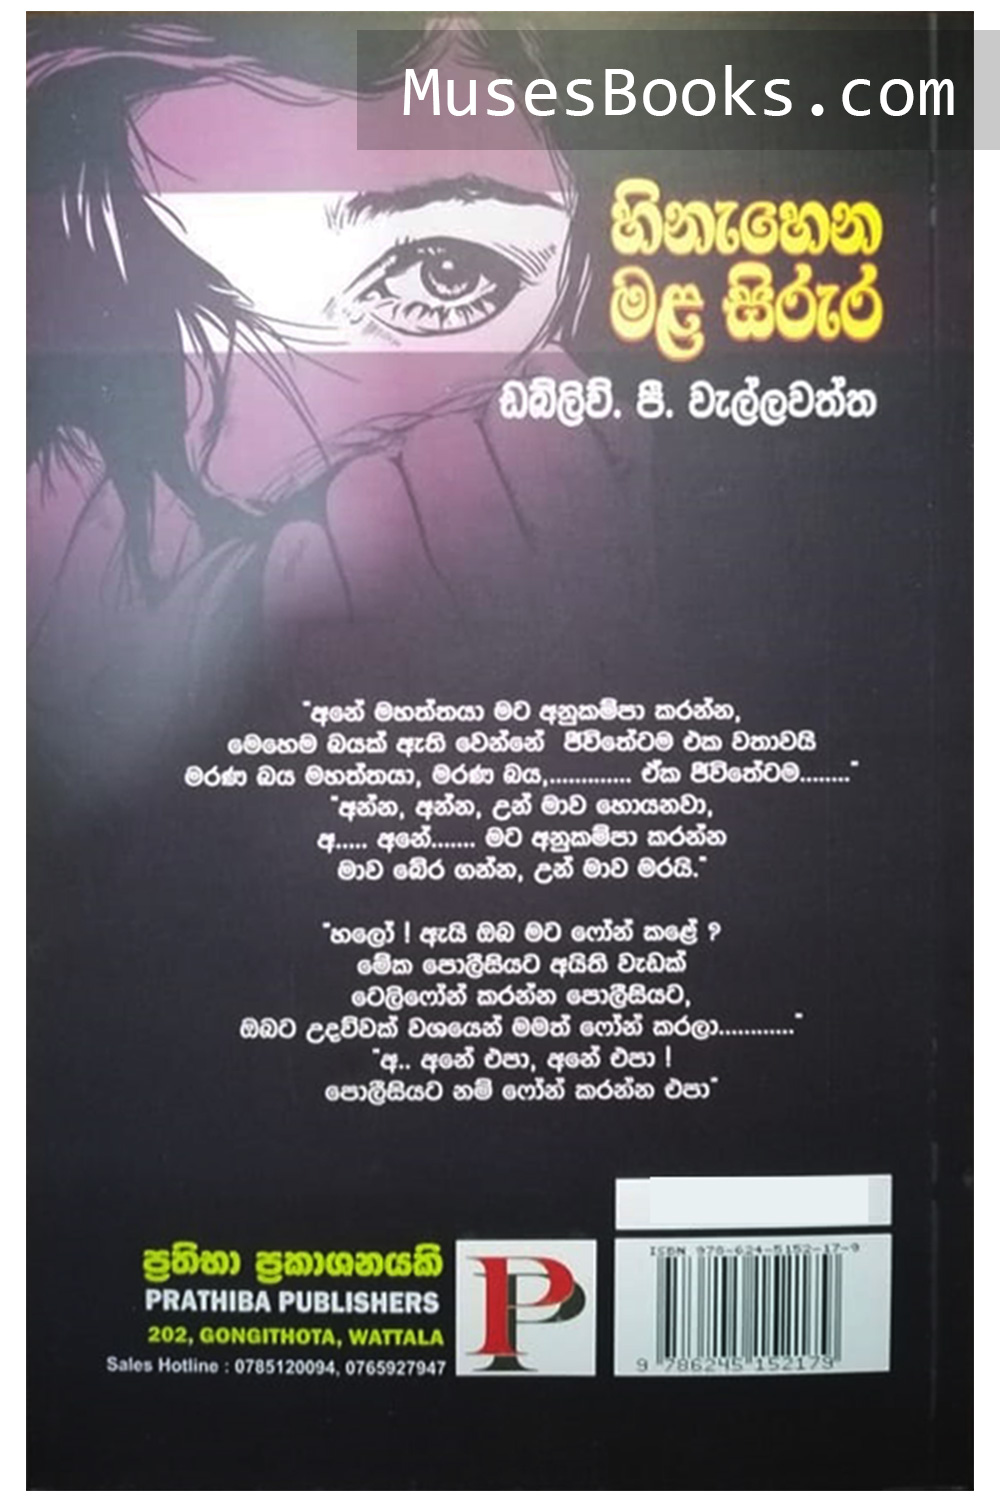 MusesBooks.com
හිනැහෙන
මළ සිරුර
ඩබ්ලිව්. පී. වැල්ලවත්ත
"අනේ මහත්තයා මට අනුකම්පා කරන්න,
මෙහෙම බයක් ඇති වෙන්නේ ජීවිතේටම එක වතාවයි
මරණ බය මහත්තයා, මරණ බය,............. ඒක ජීවිතේටම........"
"අන්න, අන්න, උන් මාව හොයනවා,
අ..... අනේ....... මට අනුකම්පා කරන්න
මාව බේර ගන්න, උන් මාව මරයි."
"හලෝ ! ඇයි ඔබ මට ෆෝන් කළේ ?
මේක පොලීසියට අයිති වැඩක්
ටෙලිෆෝන් කරන්න පොලීසියට,
ඔබට උදව්වක් වශයෙන් මමත් ෆෝන් කරලා............"
"අ.. අනේ එපා, අනේ එපා !
පොලීසියට නම් ෆෝන් කරන්න එපා"
ප්‍රතිභා ප්‍රකාශනයකි
PRATHIBA PUBLISHERS
202, GONGITHOTA, WATTALA
Sales Hotline : 0785120094, 0765927947
ISBN 978-624-5152-17-9
9 786245 152179